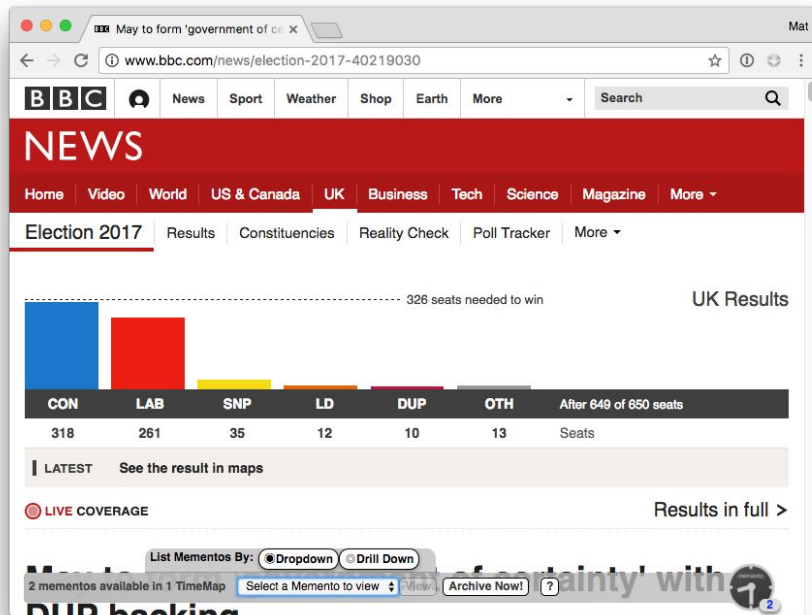 BBC May to form 'government of ce
Mat
www.bbc.com/news/election-2017-40219030
BBC News Sport Weather Shop Earth More Search
NEWS
Home Video World US & Canada UK Business Tech Science Magazine More
Election 2017 Results Constituencies Reality Check Poll Tracker More
326 seats needed to win
UK Results
CON LAB SNP LD DUP OTH After 649 of 650 seats
318 261 35 12 10 13 Seats
LATEST See the result in maps
LIVE COVERAGE
Results in full >
List Mementos By: Dropdown Drill Down
May to form 'government of certainty' with
2 mementos available in 1 TimeMap Select a Memento to view View Archive Now! ?
memento
2
DUP backing